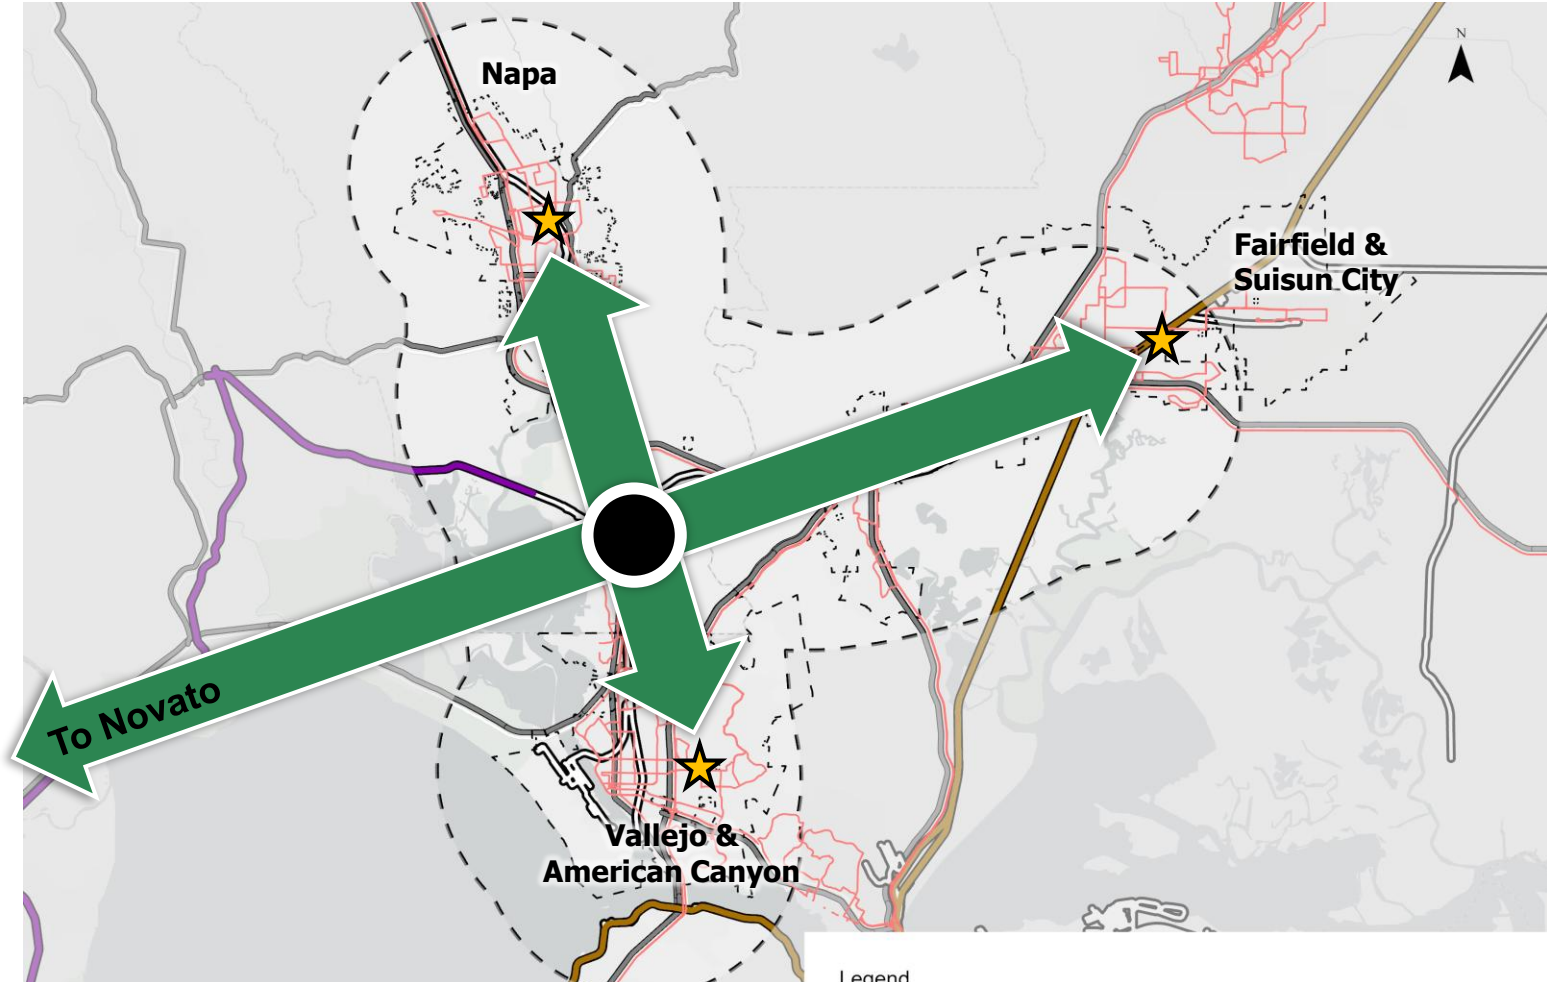 N
Napa
Fairfield &
Suisun City
To Novato
Vallejo &
American Canyon
Legend